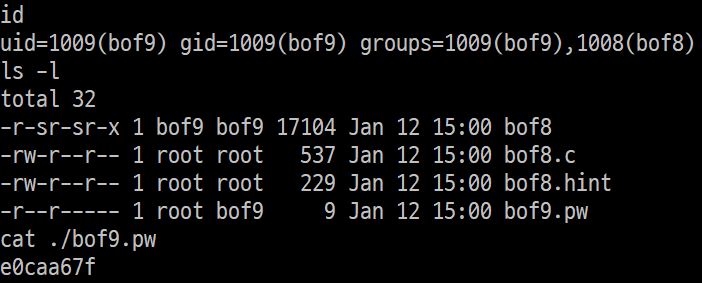 id
uid=1009(bof9) gid=1009(bof9) groups=1009(bof9),1008(bof8)
ls -l
total 32
-r-sr-sr-x 1 bof9 bof9 17104 Jan 12 15:00 bof8
-rw-r--r-- 1 root root   537 Jan 12 15:00 bof8.c
-rw-r--r-- 1 root root   229 Jan 12 15:00 bof8.hint
-r--r----- 1 root bof9     9 Jan 12 15:00 bof9.pw
cat ./bof9.pw
e0caa67f